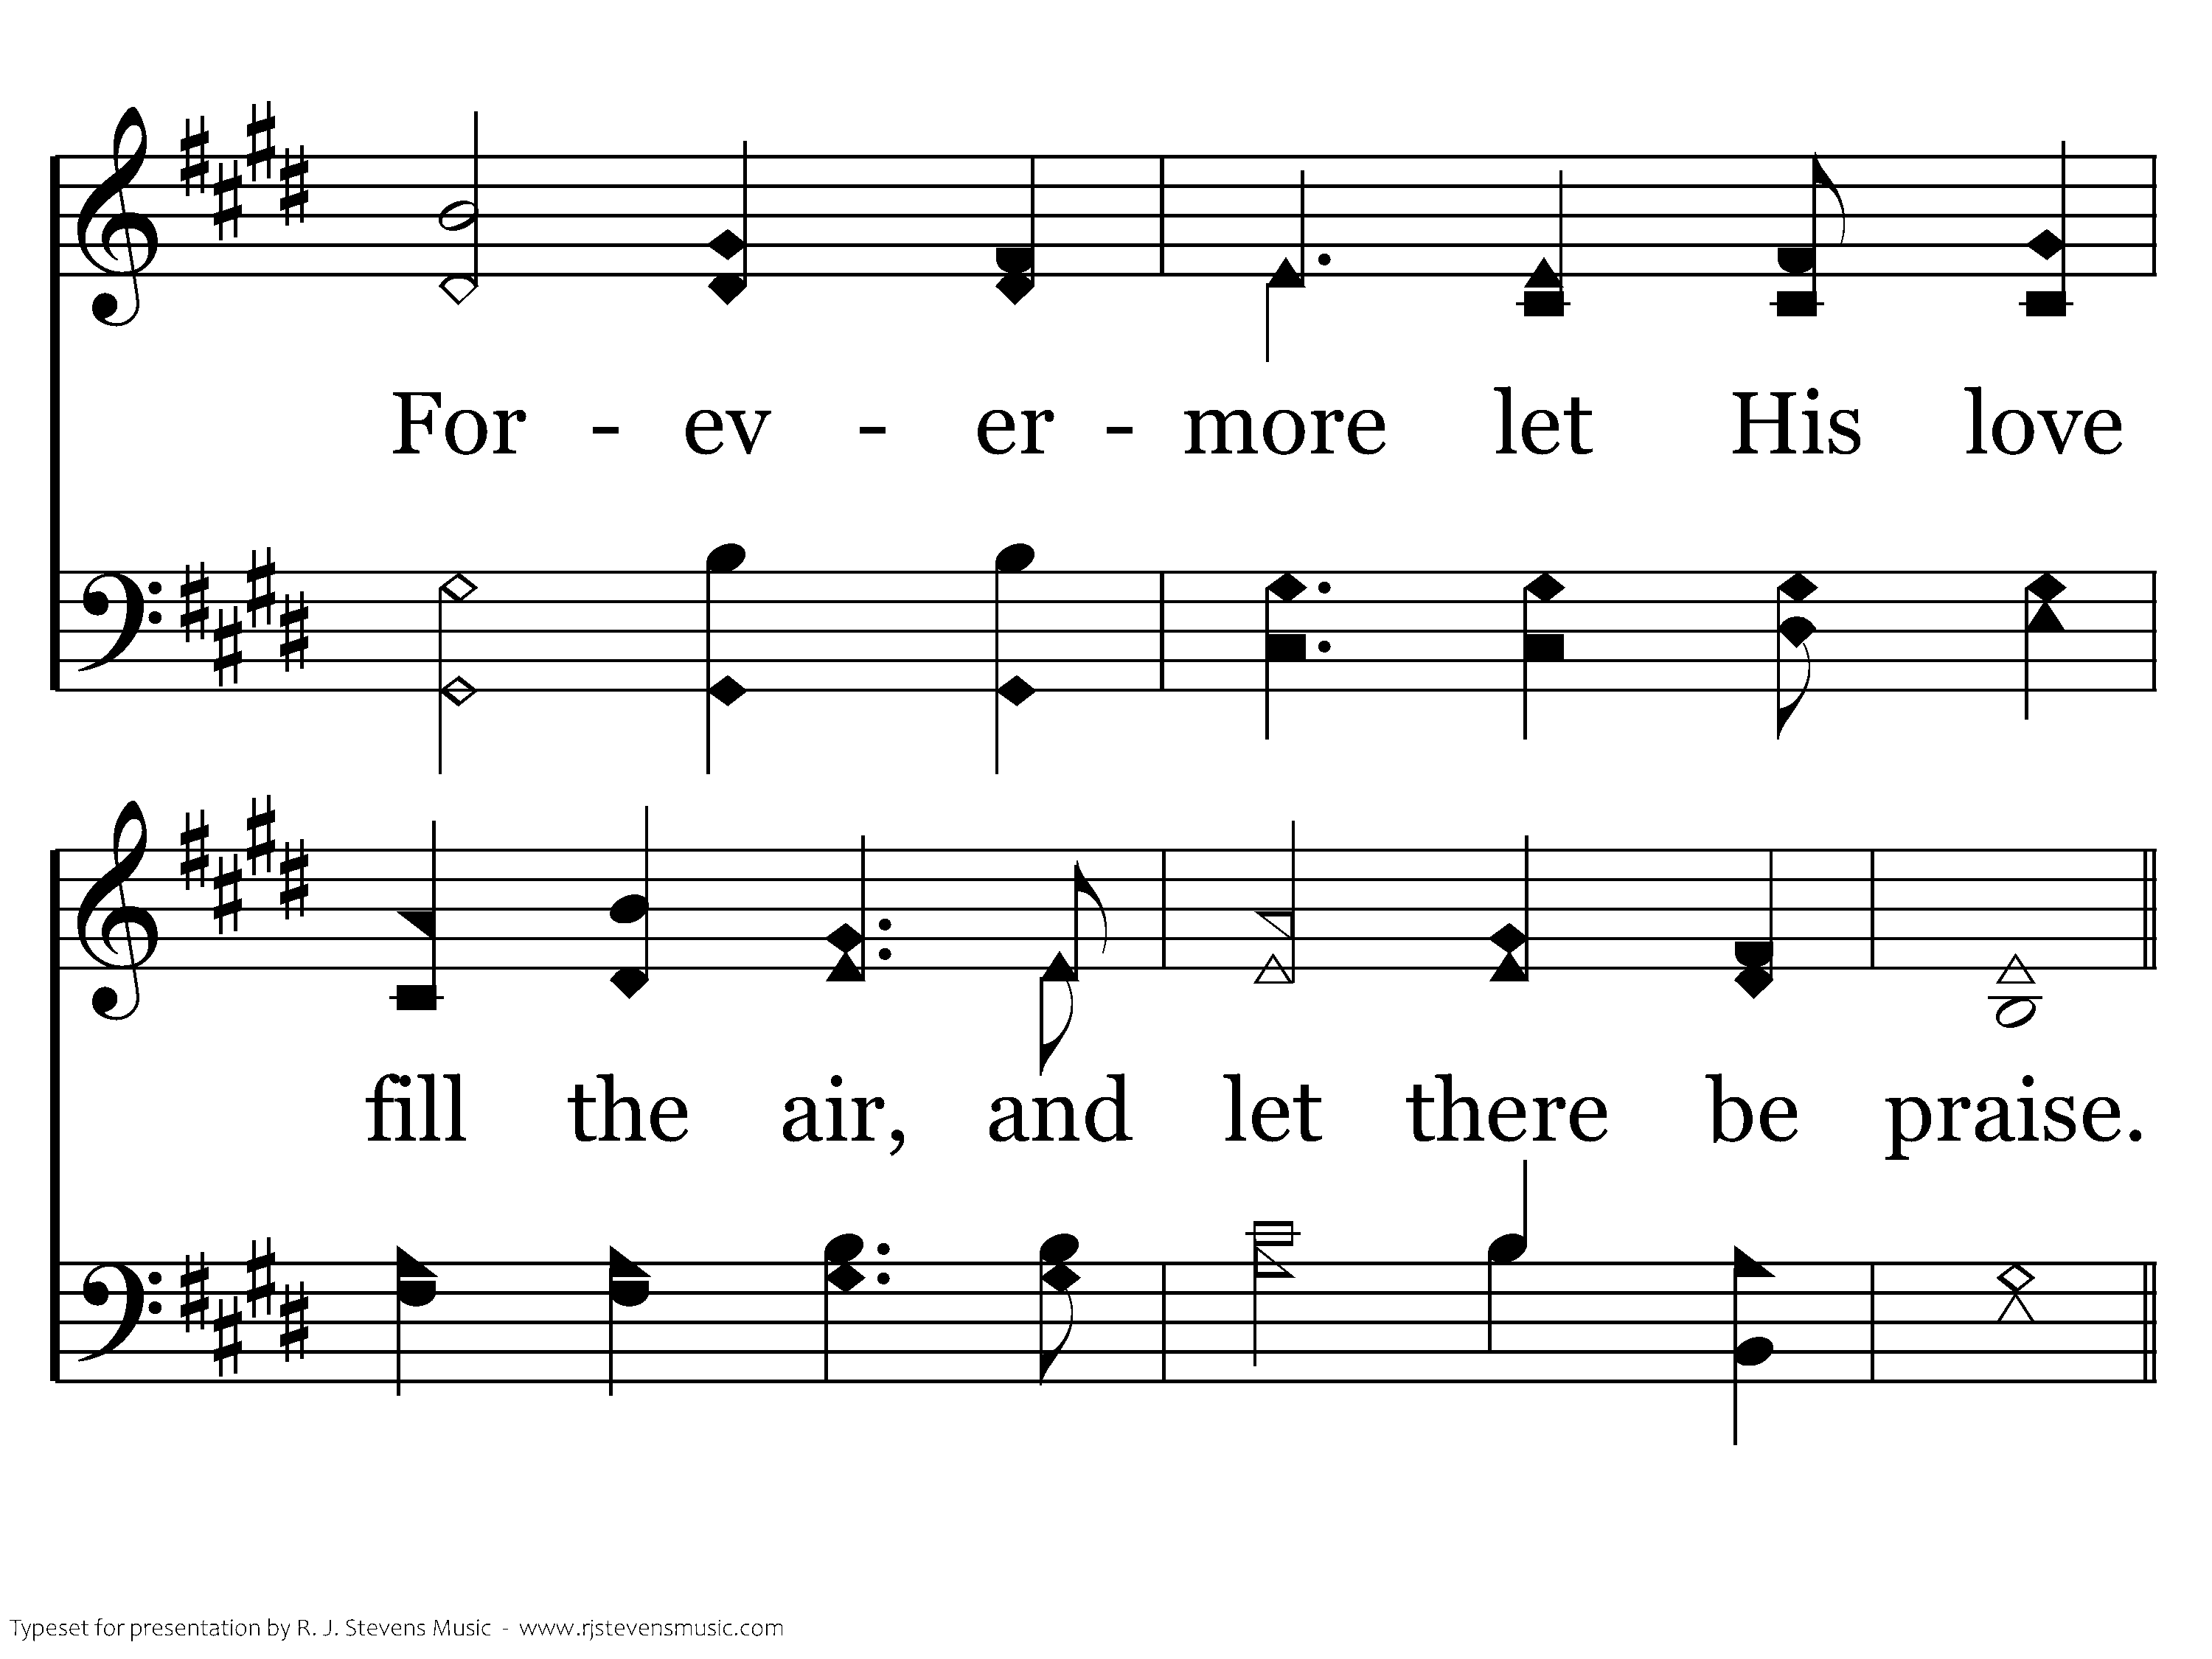 For - ev - er - more let His love
fill the air, and let there be praise.
Typeset for presentation by R. J. Stevens Music - www.rjstevensmusic.com